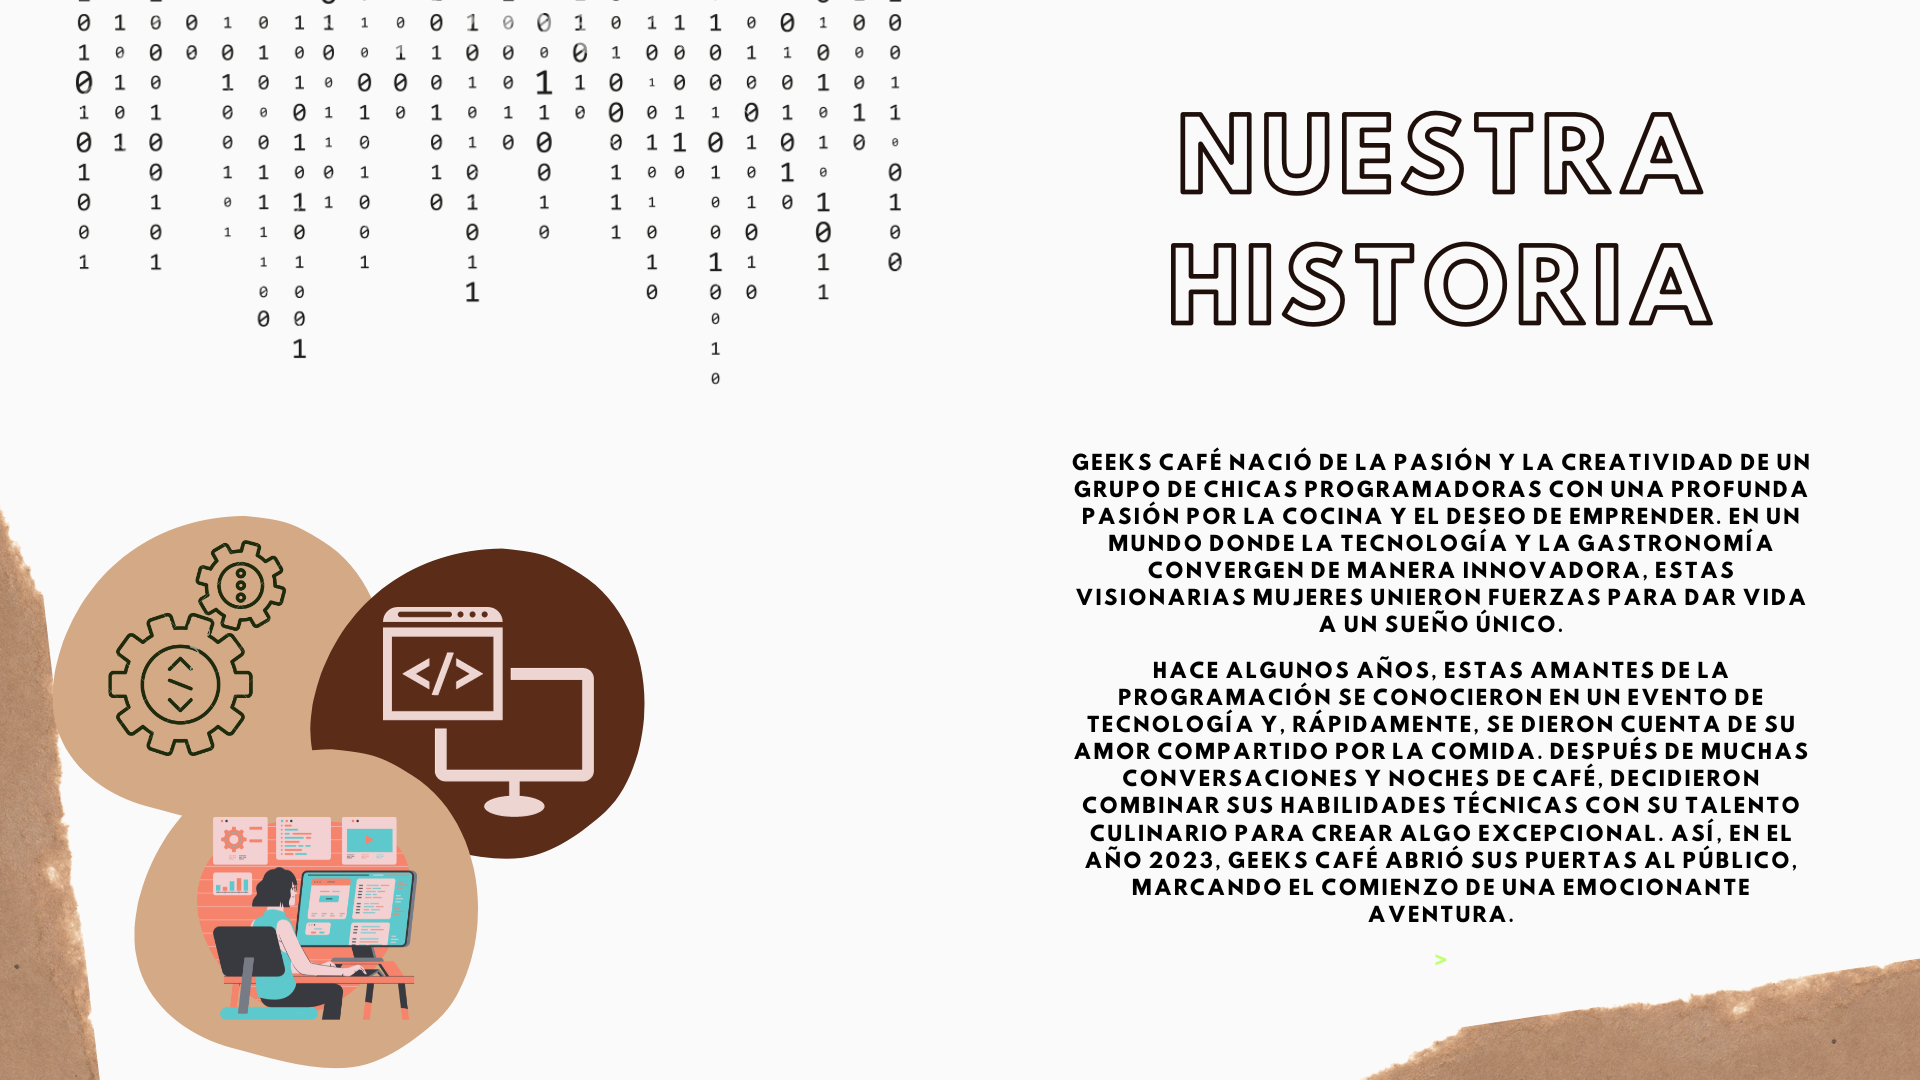 NUESTRA
HISTORIA
GEEKS CAFÉ NACIÓ DE LA PASIÓN Y LA CREATIVIDAD DE UN
GRUPO DE CHICAS PROGRAMADORAS CON UNA PROFUNDA
PASIÓN POR LA COCINA Y EL DESEO DE EMPRENDER. EN UN
MUNDO DONDE LA TECNOLOGÍA Y LA GASTRONOMÍA
CONVERGEN DE MANERA INNOVADORA, ESTAS
VISIONARIAS MUJERES UNIERON FUERZAS PARA DAR VIDA
A UN SUEÑO ÚNICO.
HACE ALGUNOS AÑOS, ESTAS AMANTES DE LA
PROGRAMACIÓN SE CONOCIERON EN UN EVENTO DE
TECNOLOGÍA Y, RÁPIDAMENTE, SE DIERON CUENTA DE SU
AMOR COMPARTIDO POR LA COMIDA. DESPUÉS DE MUCHAS
CONVERSACIONES Y NOCHES DE CAFÉ, DECIDIERON
COMBINAR SUS HABILIDADES TÉCNICAS CON SU TALENTO
CULINARIO PARA CREAR ALGO EXCEPCIONAL. ASÍ, EN EL
AÑO 2023, GEEKS CAFÉ ABRIÓ SUS PUERTAS AL PÚBLICO,
MARCANDO EL COMIENZO DE UNA EMOCIONANTE
AVENTURA.
>
</>